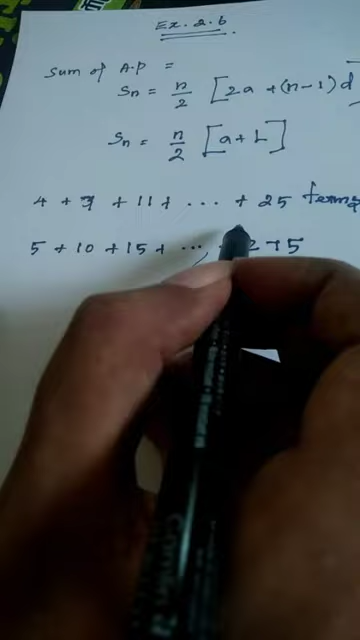 Ex. 2.6
Sum of A.P =
Sn = n/2 [2a + (n-1) d]
Sn = n/2 [a + L]
4 + 7 + 11 + ... + 25 terms
5 + 10 + 15 + ...